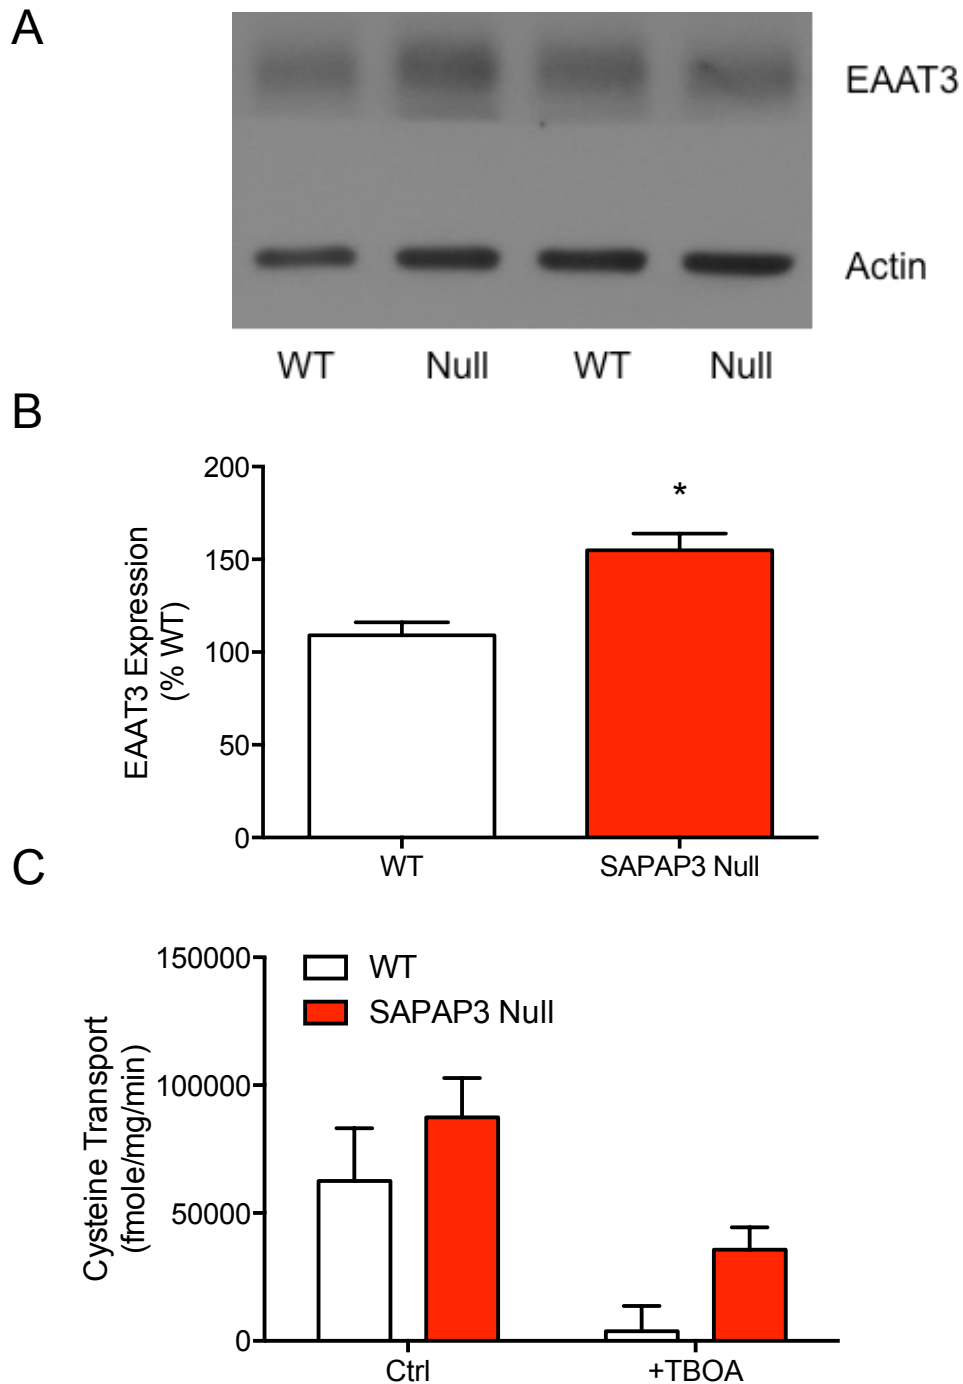 A
EAAT3
Actin
WT Null WT Null
B
EAAT3 Expression
(% WT)
200
150
100
50
0
*
WT SAPAP3 Null
C
Cysteine Transport
(fmole/mg/min)
150000
100000
50000
0
WT
SAPAP3 Null
Ctrl +TBOA